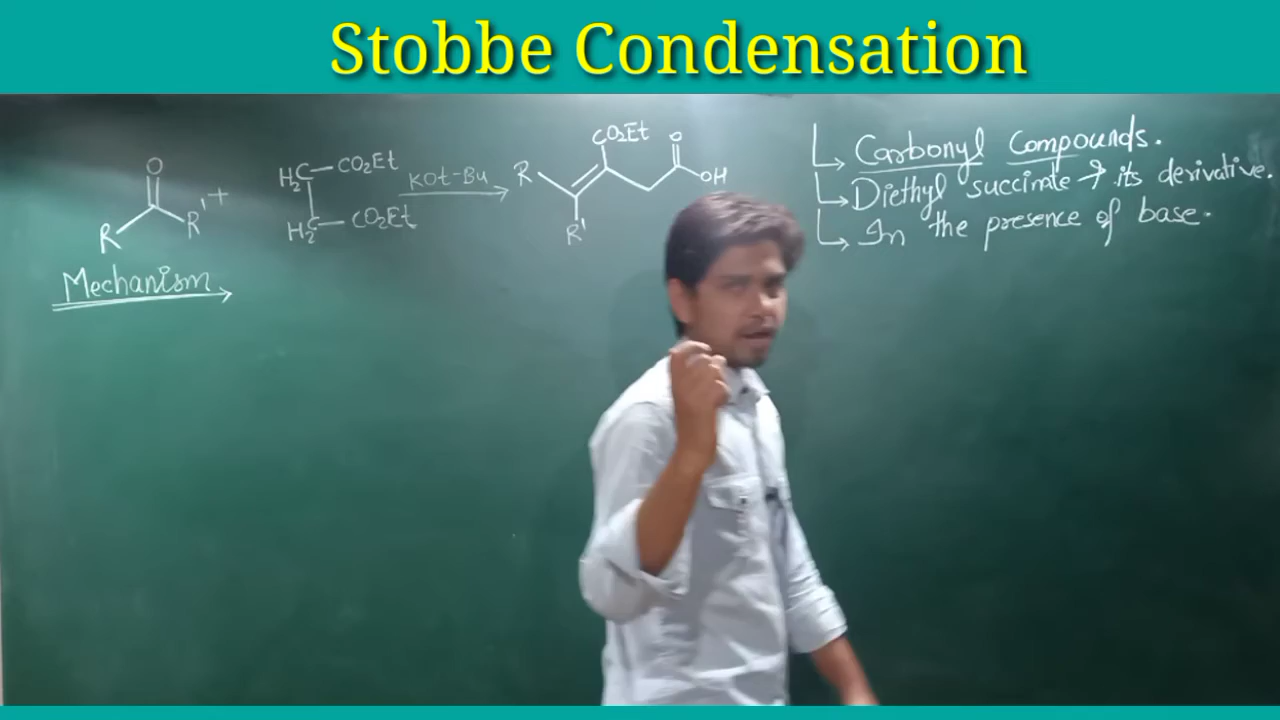 Stobbe Condensation
O
R
R' +
H₂C-CO₂Et
H₂C-CO₂Et
KOt-Bu
CO₂Et
R
R'
O
OH
Carbonyl Compounds.
Diethyl succinate → its derivative.
In the presence of base.
Mechanism